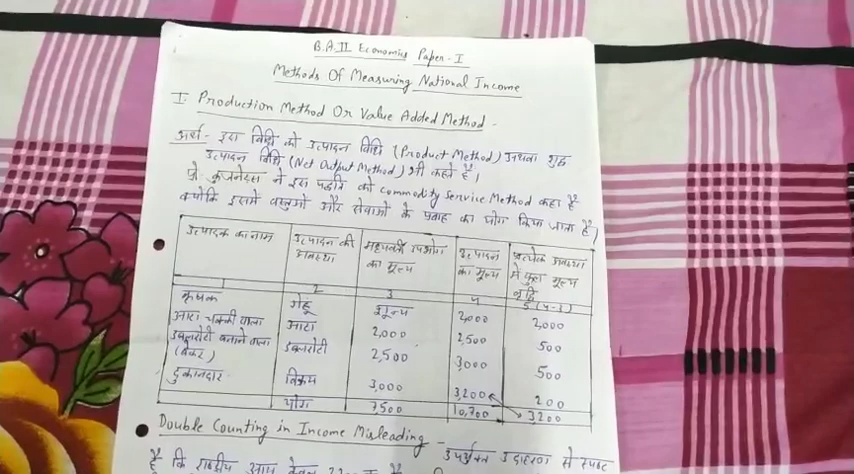 B.A.II Economics Paper-I
Methods Of Measuring National Income
I. Production Method Or Value Added Method -
अर्थ - इस विधि को उत्पादन विधि (Product Method) अथवा शुद्ध
उत्पादन विधि (Net Output Method) भी कहते हैं।
प्रो. कुजनेट्स ने इस पद्धति को Commodity Service Method कहा है
क्योंकि इसमें वस्तुओं और सेवाओं के प्रवाह का योग किया जाता है।
उत्पादक का नाम उत्पादन की अवस्था मध्यवर्ती उपभोग का मूल्य उत्पादन का मूल्य प्रत्येक अवस्था में कुल मूल्य वृद्धि
1 2 3 4 5 (4-3)
कृषक गेहूं शून्य 2,000 2,000
आटा चक्की वाला आटा 2,000 2,500 500
डबलरोटी बनाने वाला (बेकर) डबलरोटी 2,500 3,000 500
दुकानदार विक्रय 3,000 3,200 200
योग 7,500 10,700 3200
Double Counting in Income Misleading - उपर्युक्त उदाहरण से स्पष्ट
है कि राष्ट्रीय आय केवल